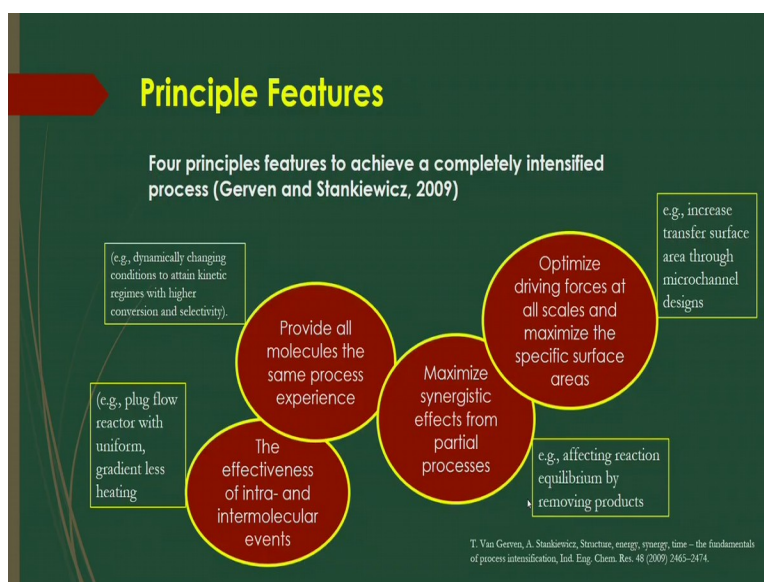 Principle Features
Four principles features to achieve a completely intensified
process (Gerven and Stankiewicz, 2009)
(e.g., dynamically changing
conditions to attain kinetic
regimes with higher
conversion and selectivity).
Provide all
molecules the
same process
experience
(e.g., plug flow
reactor with
uniform,
gradient less
heating
The
effectiveness
of intra- and
intermolecular
events
Maximize
synergistic
effects from
partial
processes
Optimize
driving forces at
all scales and
maximize the
specific surface
areas
e.g., increase
transfer surface
area through
microchannel
designs
e.g., affecting reaction
equilibrium by
removing products
T. Van Gerven, A. Stankiewicz, Structure, energy, synergy, time – the fundamentals
of process intensification, Ind. Eng. Chem. Res. 48 (2009) 2465–2474.